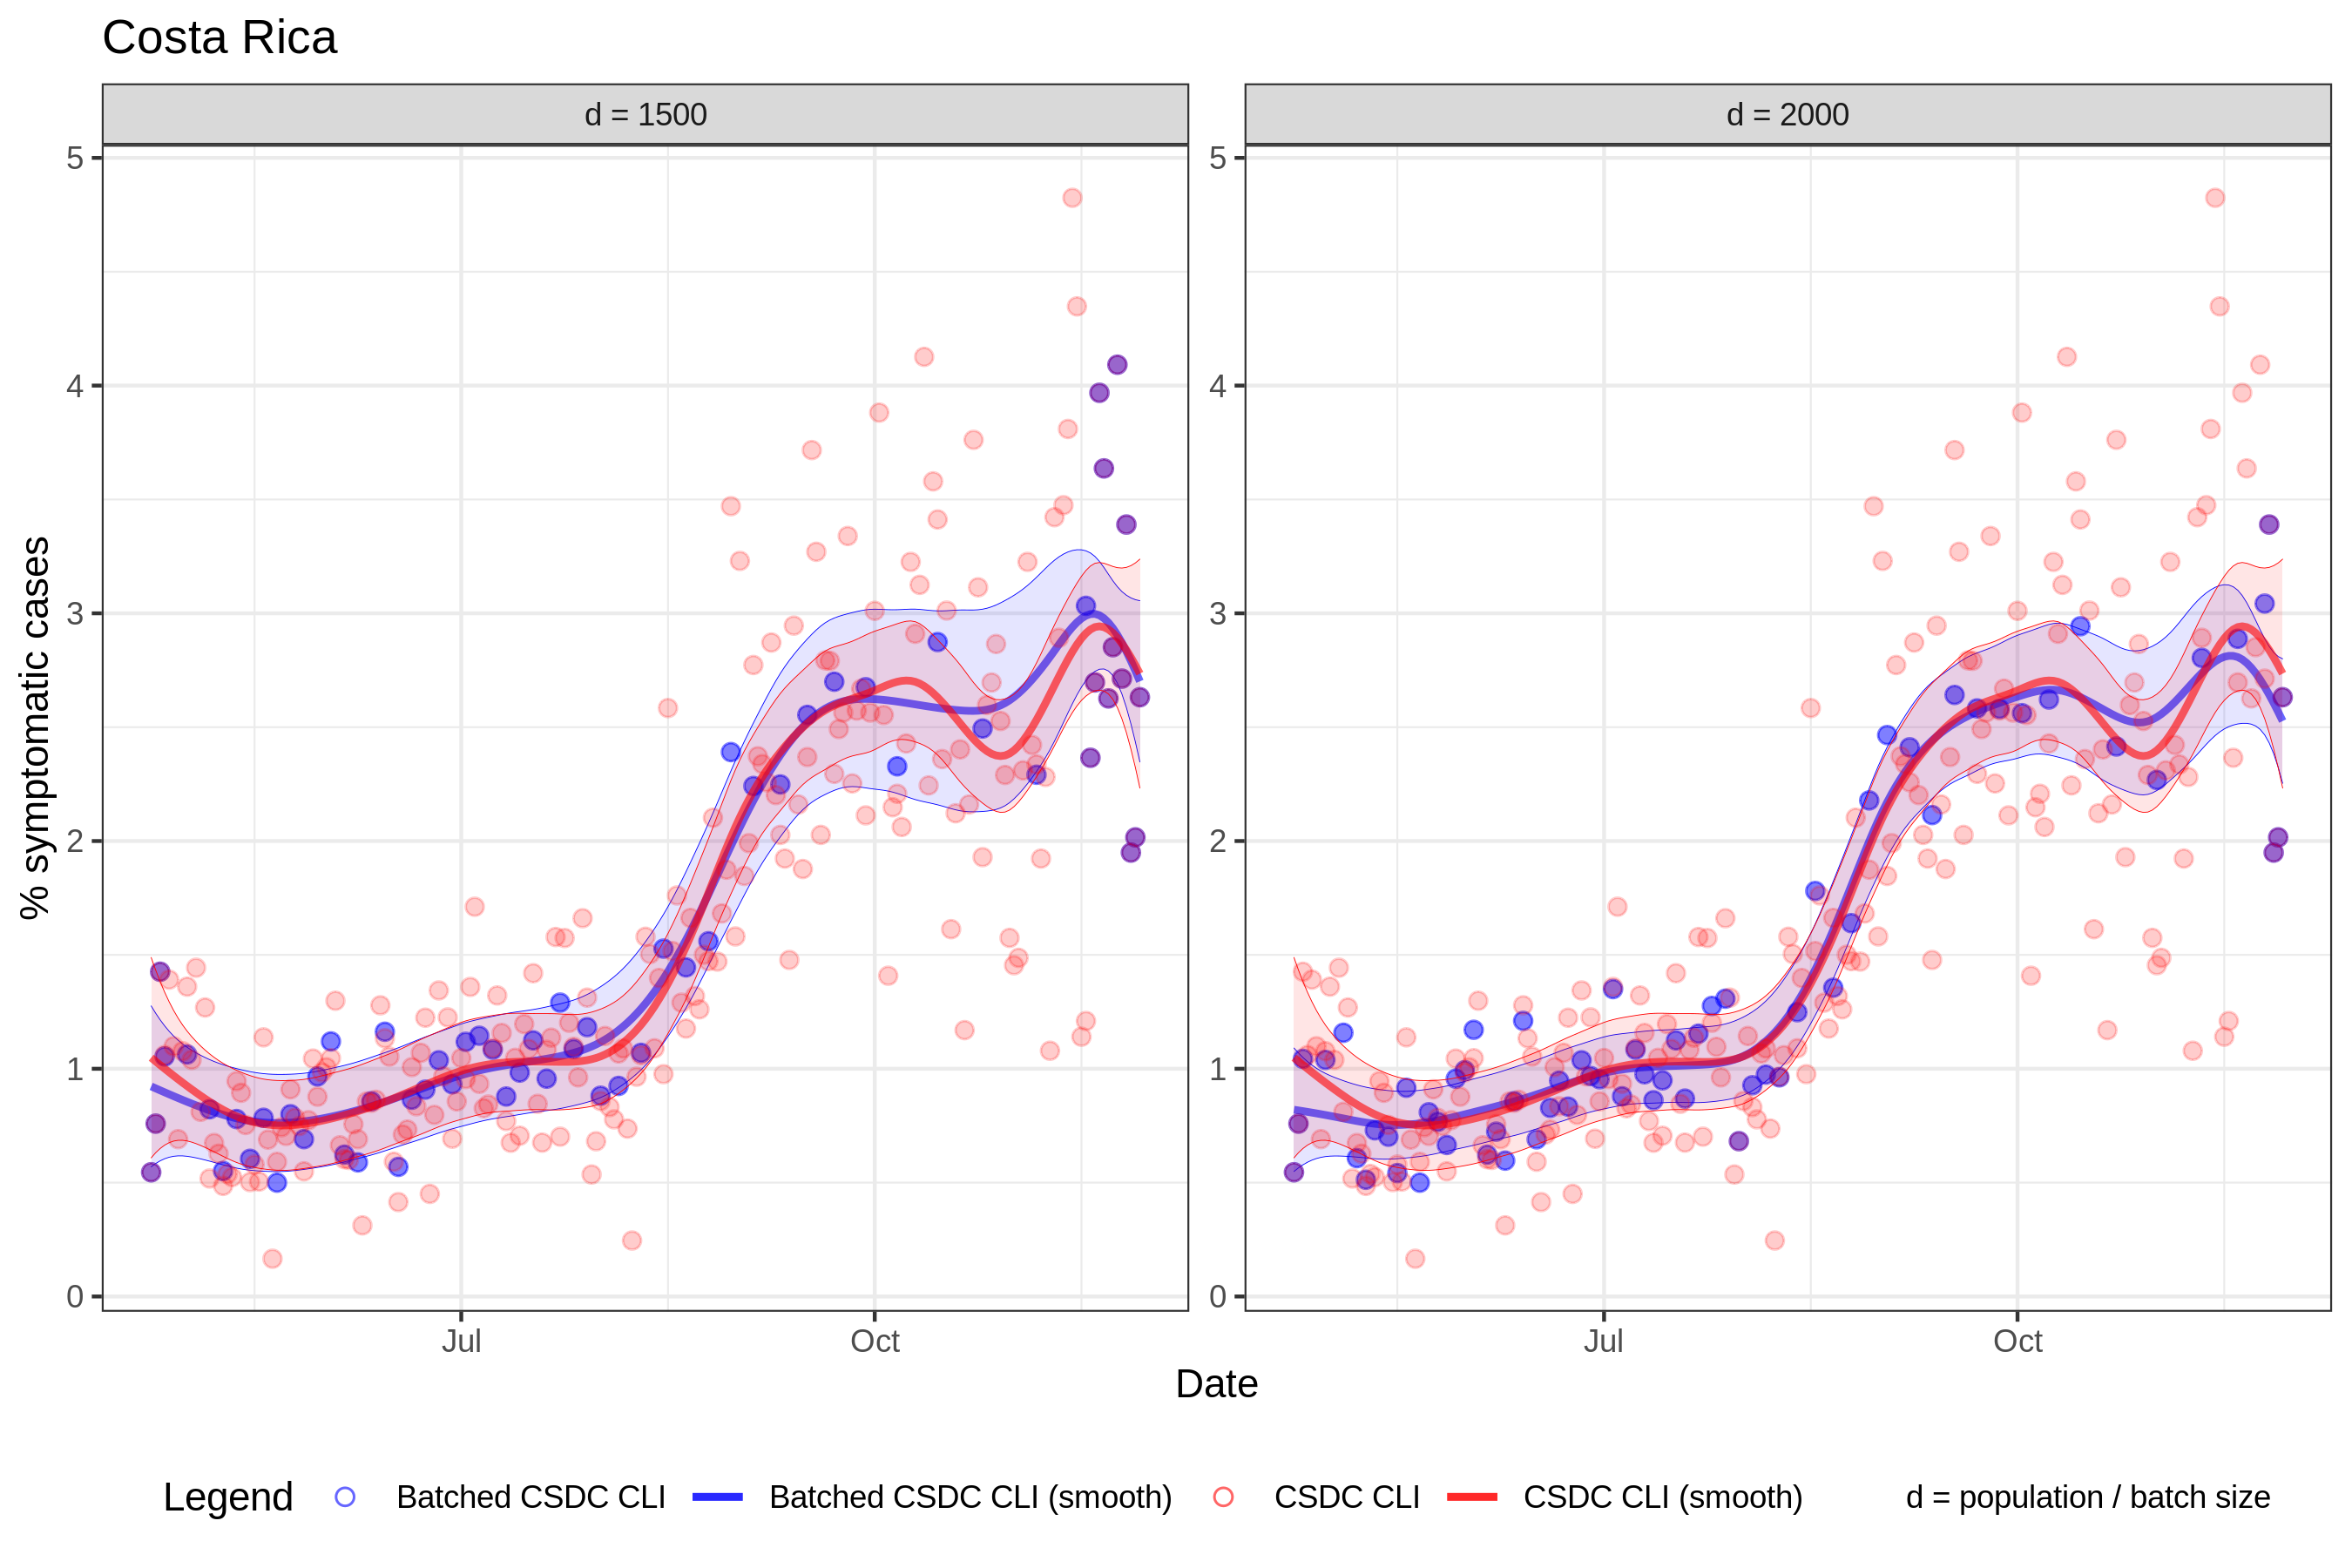 Costa Rica
d = 1500
d = 2000
% symptomatic cases
5
4
3
2
1
0
5
4
3
2
1
0
Jul
Oct
Jul
Oct
Date
Legend Batched CSDC CLI Batched CSDC CLI (smooth) CSDC CLI CSDC CLI (smooth) d = population / batch size